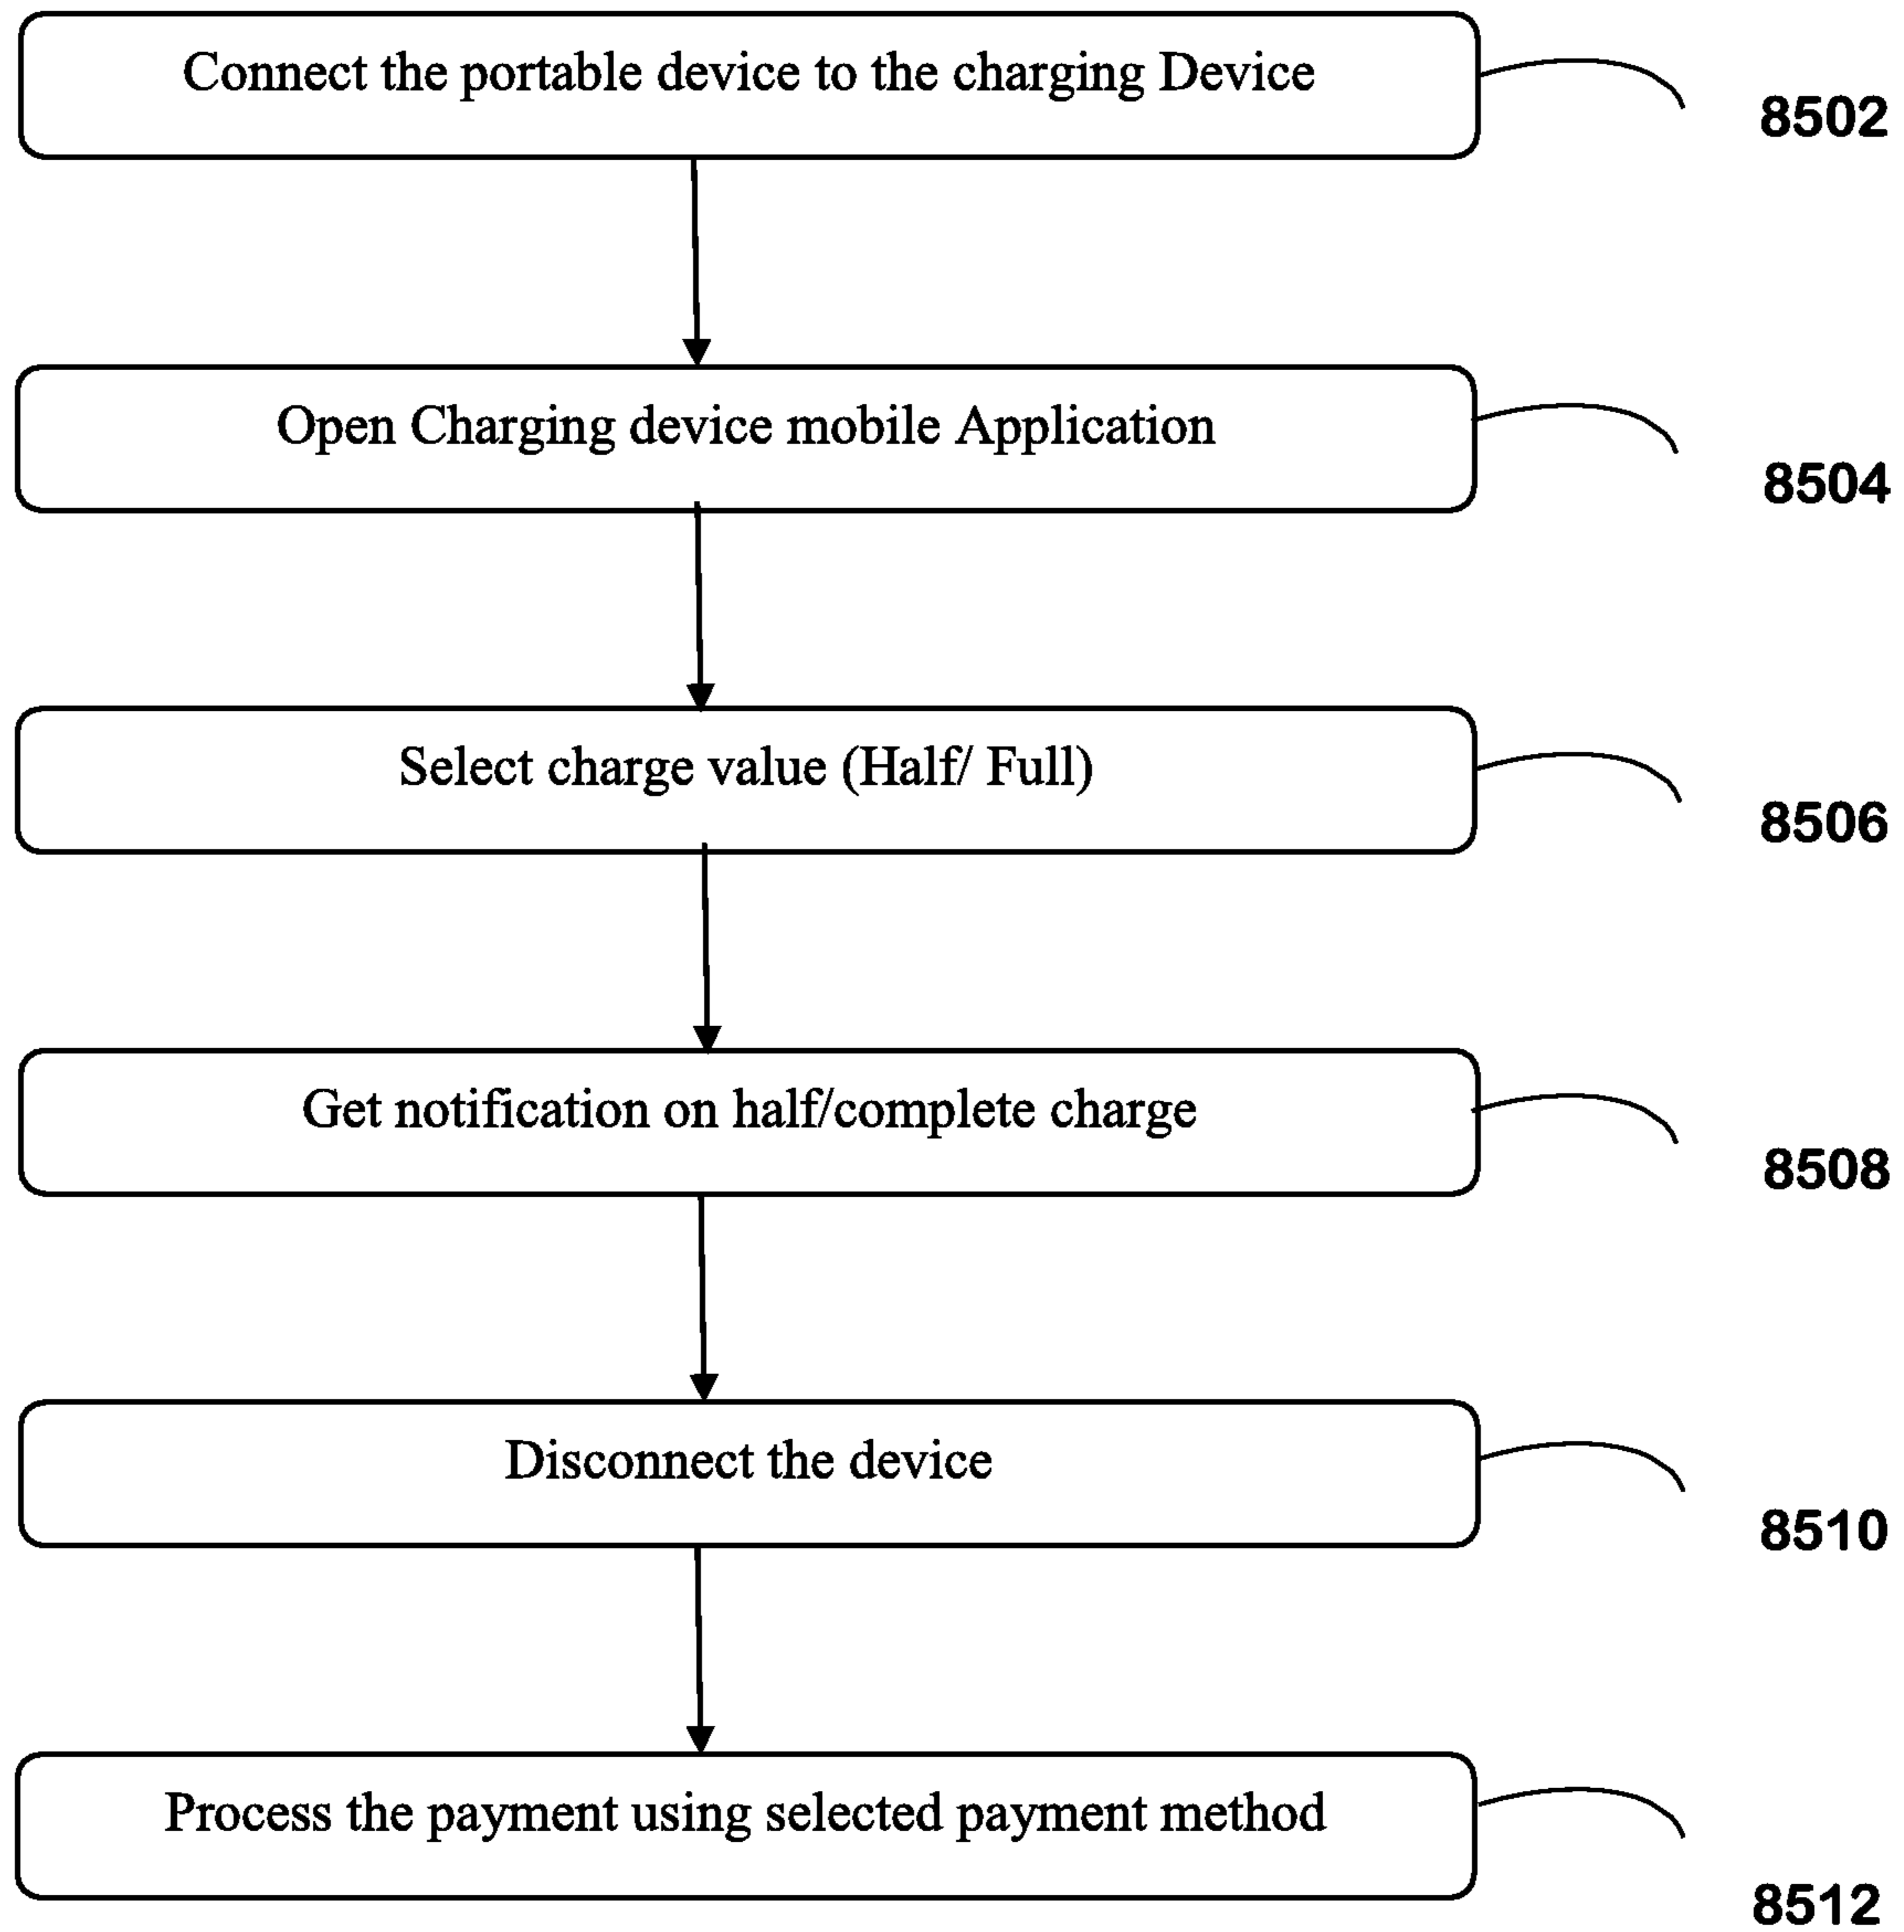 Connect the portable device to the charging Device
8502
Open Charging device mobile Application
8504
Select charge value (Half/ Full)
8506
Get notification on half/complete charge
8508
Disconnect the device
8510
Process the payment using selected payment method
8512